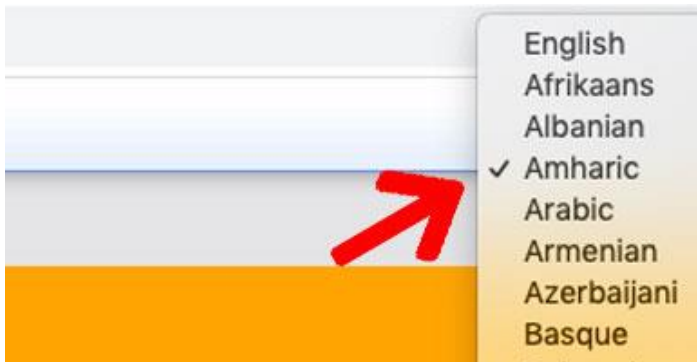 English
Afrikaans
Albanian
✓ Amharic
Arabic
Armenian
Azerbaijani
Basque